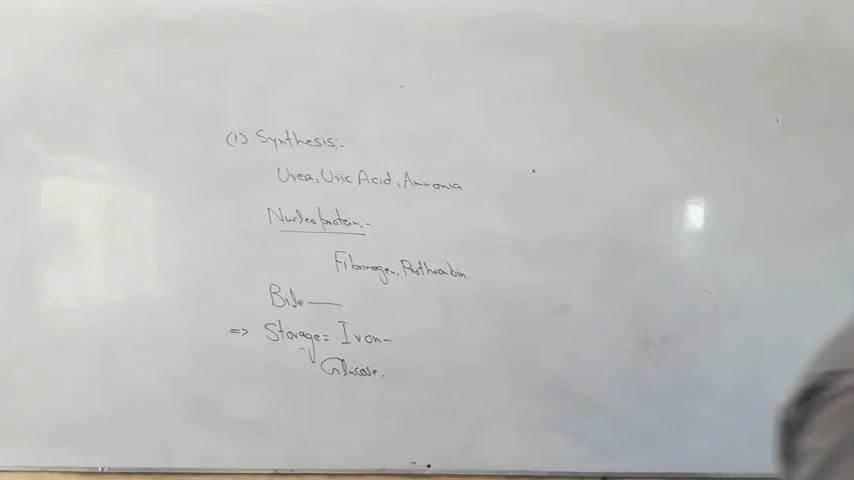 (1) Synthesis:-
Urea, Uric Acid, Ammonia
Nucleoprotein:-
Fibrinogen, Prothrombin
Bile —
=> Storage = Iron-
Glucose.